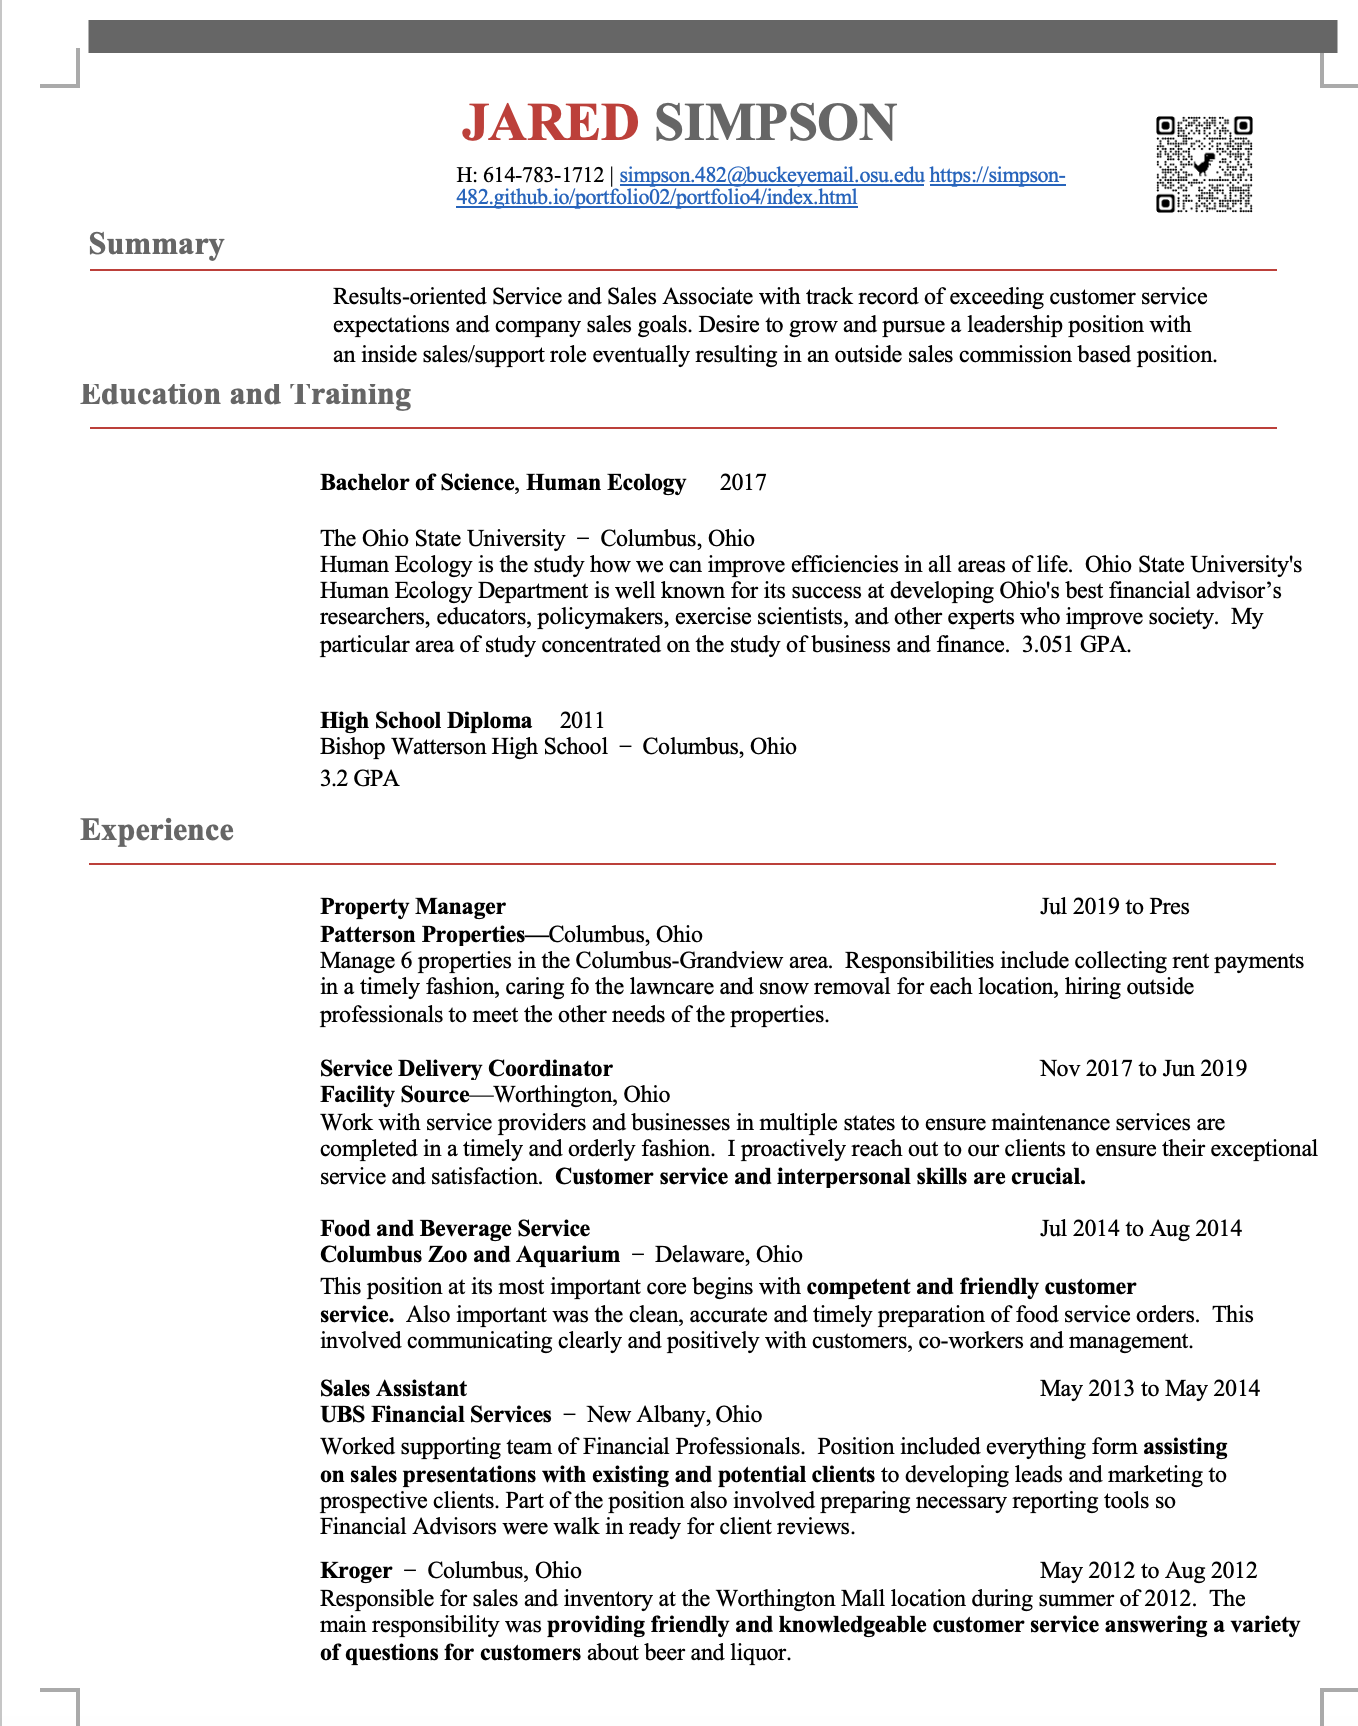 JARED SIMPSON
H: 614-783-1712 | simpson.482@buckeyemail.osu.edu https://simpson-
482.github.io/portfolio02/portfolio4/index.html
Summary
Results-oriented Service and Sales Associate with track record of exceeding customer service
expectations and company sales goals. Desire to grow and pursue a leadership position with
an inside sales/support role eventually resulting in an outside sales commission based position.
Education and Training
Bachelor of Science, Human Ecology 2017
The Ohio State University − Columbus, Ohio
Human Ecology is the study how we can improve efficiencies in all areas of life. Ohio State University's
Human Ecology Department is well known for its success at developing Ohio's best financial advisor’s
researchers, educators, policymakers, exercise scientists, and other experts who improve society. My
particular area of study concentrated on the study of business and finance. 3.051 GPA.
High School Diploma 2011
Bishop Watterson High School − Columbus, Ohio
3.2 GPA
Experience
Property Manager Jul 2019 to Pres
Patterson Properties—Columbus, Ohio
Manage 6 properties in the Columbus-Grandview area. Responsibilities include collecting rent payments
in a timely fashion, caring fo the lawncare and snow removal for each location, hiring outside
professionals to meet the other needs of the properties.
Service Delivery Coordinator Nov 2017 to Jun 2019
Facility Source—Worthington, Ohio
Work with service providers and businesses in multiple states to ensure maintenance services are
completed in a timely and orderly fashion. I proactively reach out to our clients to ensure their exceptional
service and satisfaction. Customer service and interpersonal skills are crucial.
Food and Beverage Service Jul 2014 to Aug 2014
Columbus Zoo and Aquarium − Delaware, Ohio
This position at its most important core begins with competent and friendly customer
service. Also important was the clean, accurate and timely preparation of food service orders. This
involved communicating clearly and positively with customers, co-workers and management.
Sales Assistant May 2013 to May 2014
UBS Financial Services − New Albany, Ohio
Worked supporting team of Financial Professionals. Position included everything form assisting
on sales presentations with existing and potential clients to developing leads and marketing to
prospective clients. Part of the position also involved preparing necessary reporting tools so
Financial Advisors were walk in ready for client reviews.
Kroger − Columbus, Ohio May 2012 to Aug 2012
Responsible for sales and inventory at the Worthington Mall location during summer of 2012. The
main responsibility was providing friendly and knowledgeable customer service answering a variety
of questions for customers about beer and liquor.